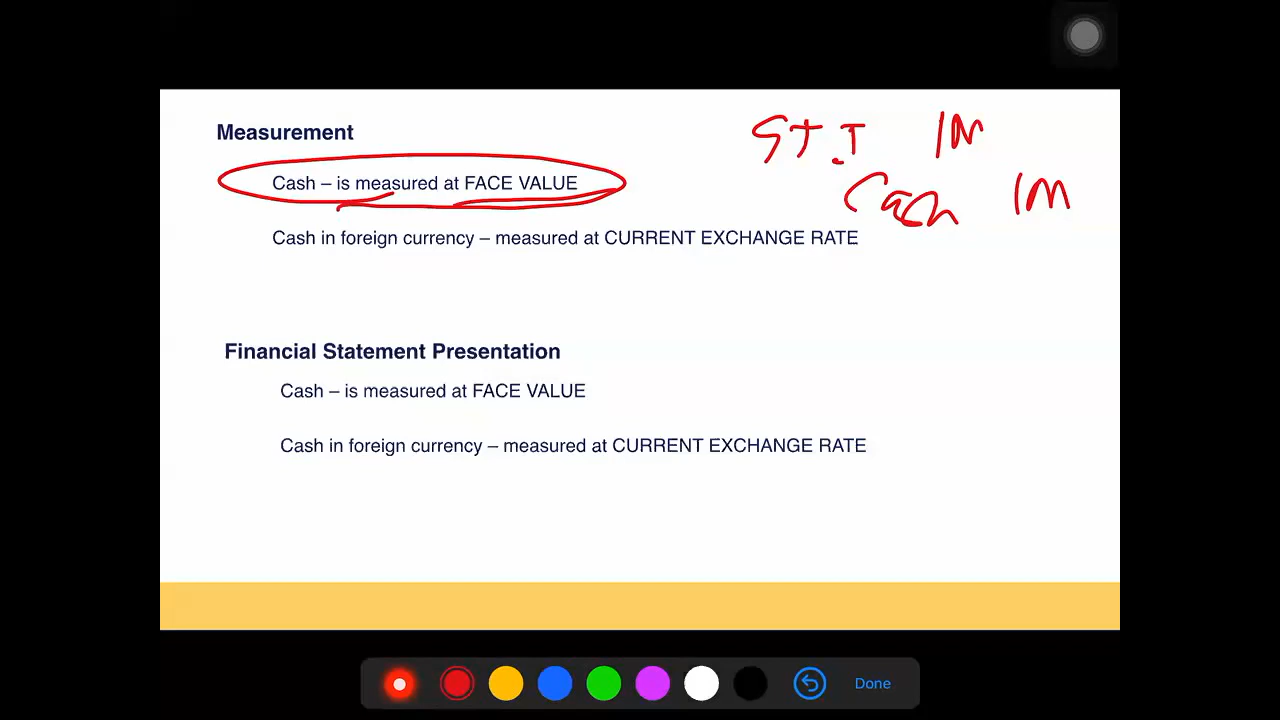 Measurement
Cash – is measured at FACE VALUE
Cash in foreign currency – measured at CURRENT EXCHANGE RATE
St.I 1M
Cash 1M
Financial Statement Presentation
Cash – is measured at FACE VALUE
Cash in foreign currency – measured at CURRENT EXCHANGE RATE
Done